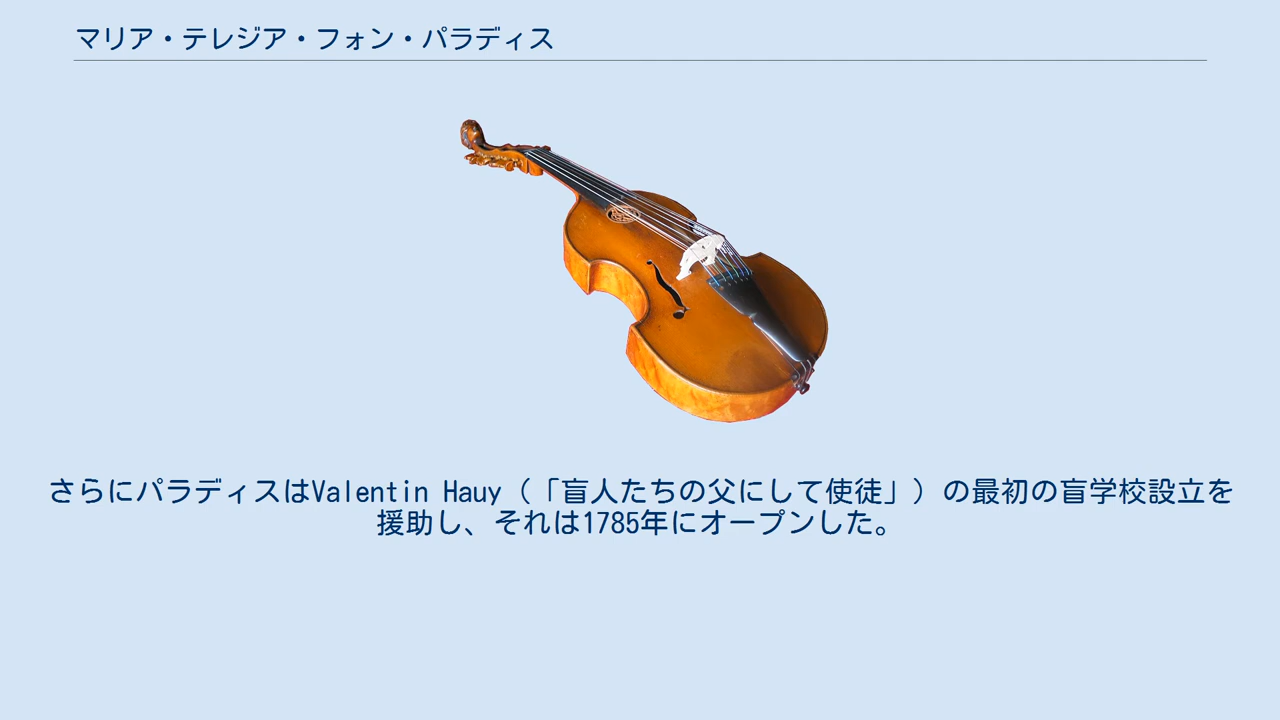 マリア・テレジア・フォン・パラディス
さらにパラディスはValentin Hauy（「盲人たちの父にして使徒」）の最初の盲学校設立を
援助し、それは1785年にオープンした。